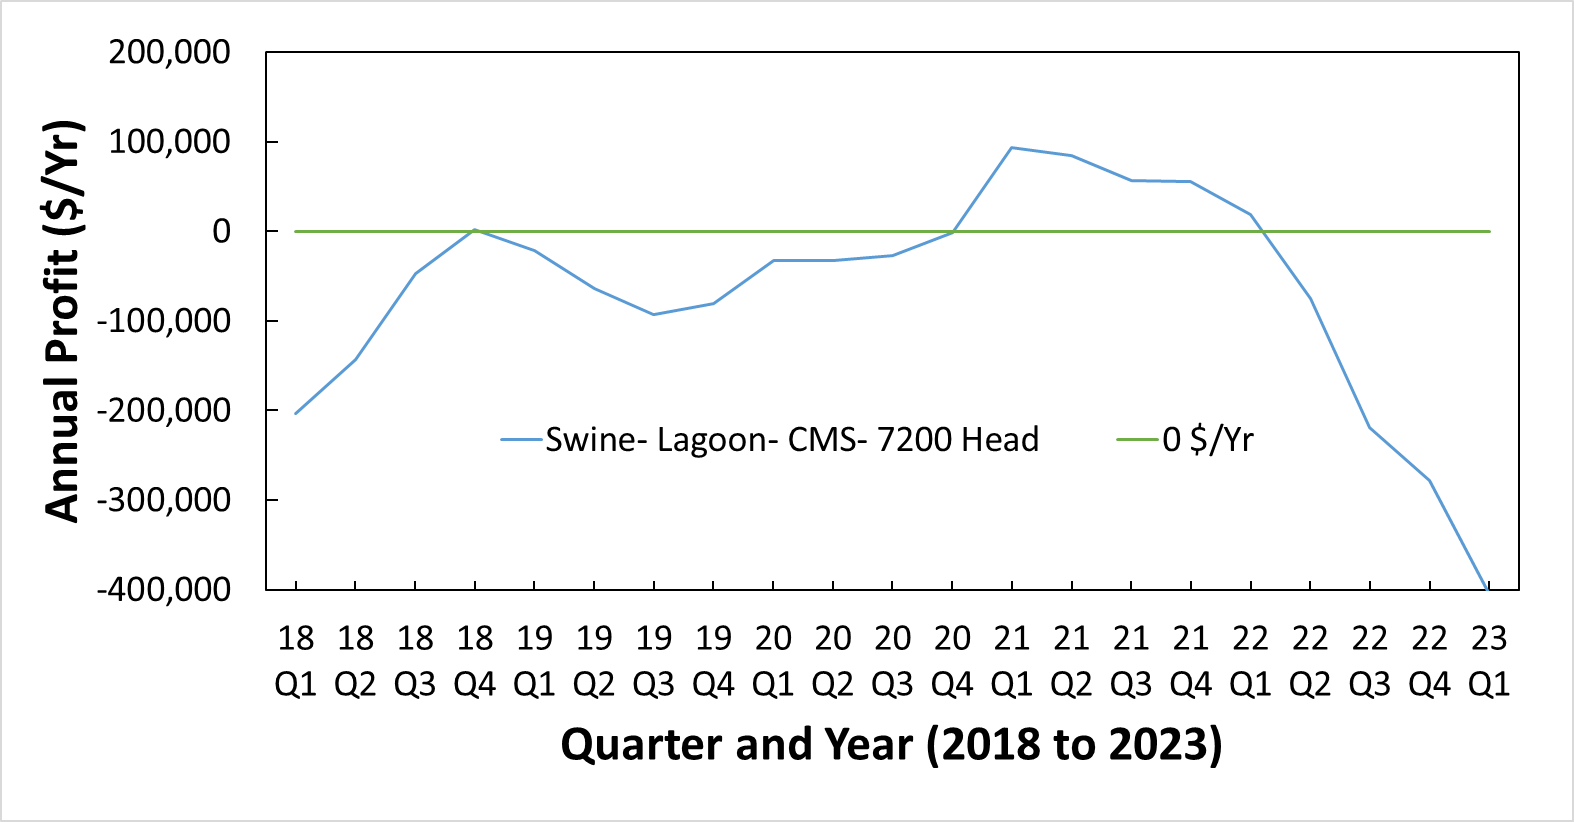 Annual Profit ($/Yr)
200,000
100,000
0
-100,000
-200,000
-300,000
-400,000
Swine- Lagoon- CMS- 7200 Head 0 $/Yr
18 18 18 18 19 19 19 19 20 20 20 20 21 21 21 21 22 22 22 22 23
Q1 Q2 Q3 Q4 Q1 Q2 Q3 Q4 Q1 Q2 Q3 Q4 Q1 Q2 Q3 Q4 Q1 Q2 Q3 Q4 Q1
Quarter and Year (2018 to 2023)